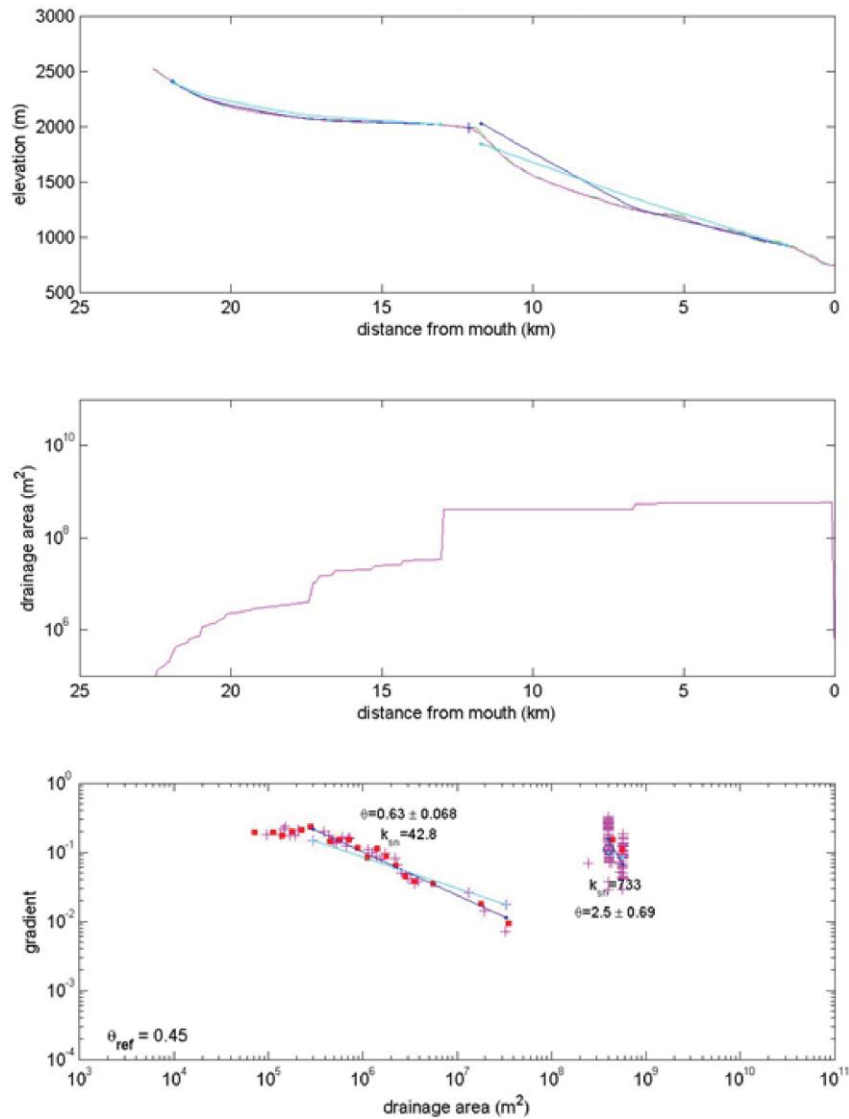 3000
2500
2000
1500
1000
500
elevation (m)
25 20 15 10 5 0
distance from mouth (km)
10^10
10^8
10^6
drainage area (m^2)
25 20 15 10 5 0
distance from mouth (km)
10^0
10^-1
10^-2
10^-3
10^-4
gradient
θ=0.63 ± 0.068
k_sn=42.8
k_sn=733
θ=2.5 ± 0.69
θ_ref = 0.45
10^3 10^4 10^5 10^6 10^7 10^8 10^9 10^10 10^11
drainage area (m^2)